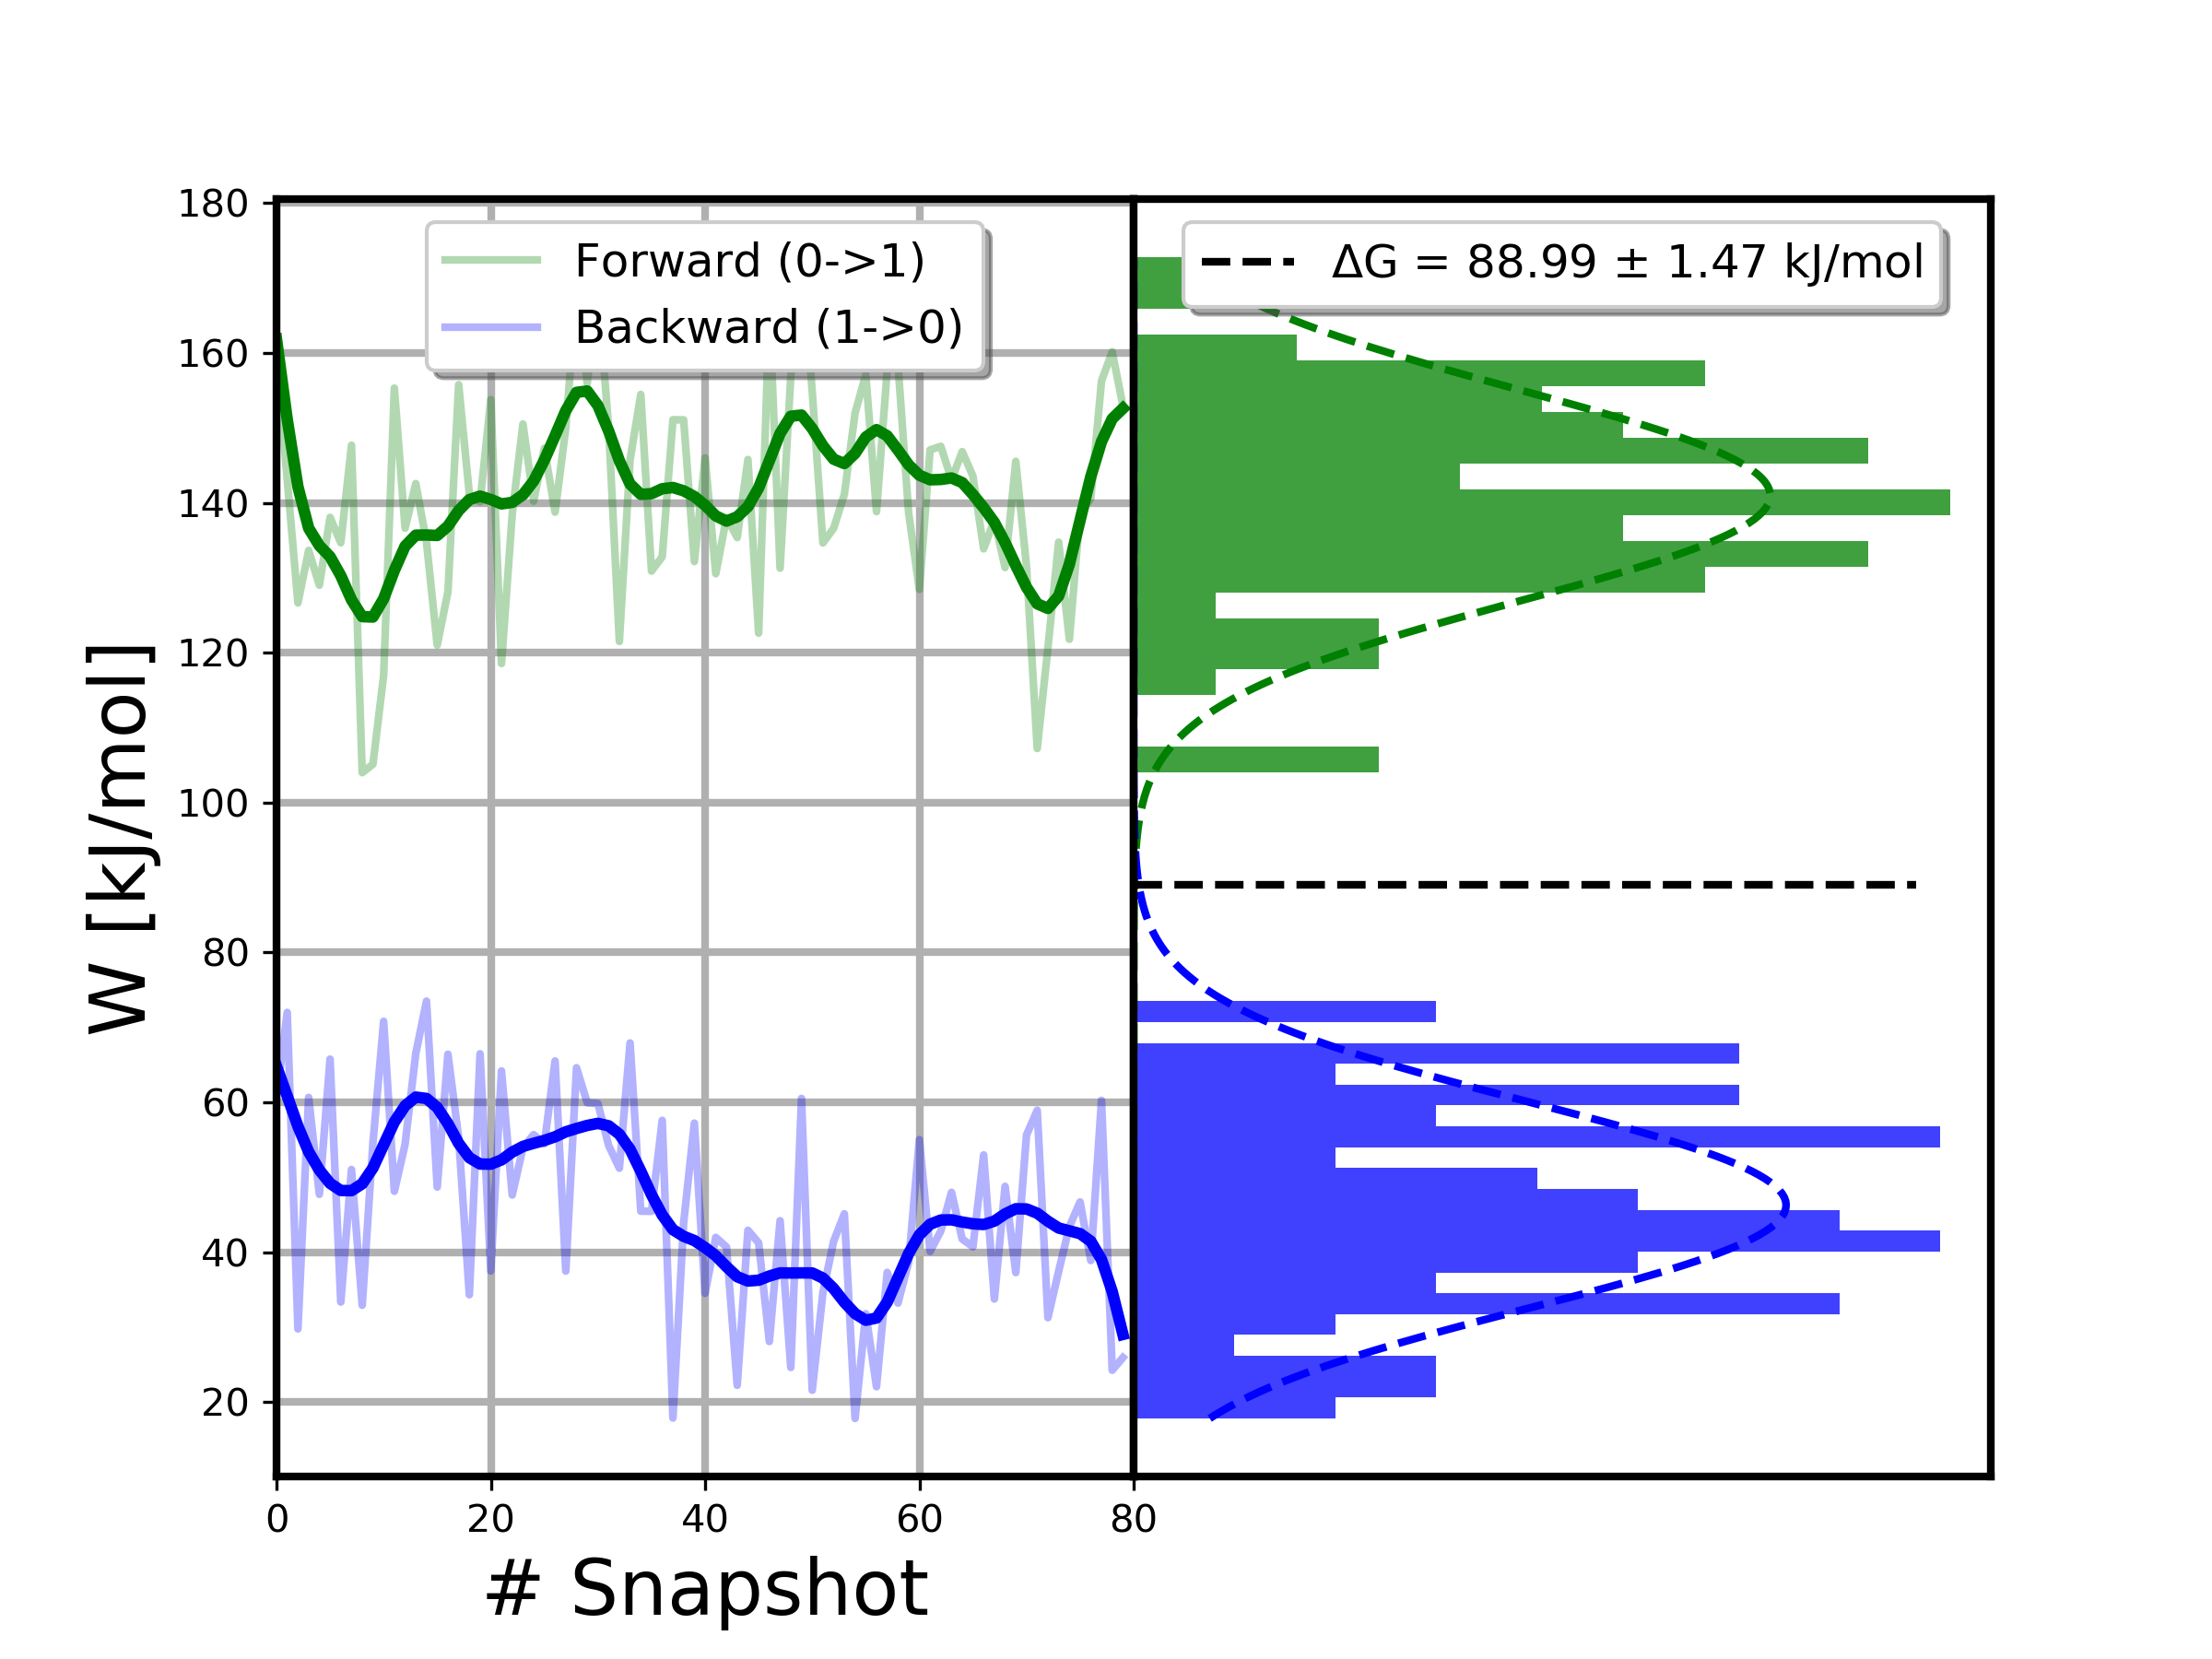 180
160
140
120
100
80
60
40
20
W [kJ/mol]
Forward (0->1)
Backward (1->0)
ΔG = 88.99 ± 1.47 kJ/mol
0 20 40 60 80
# Snapshot